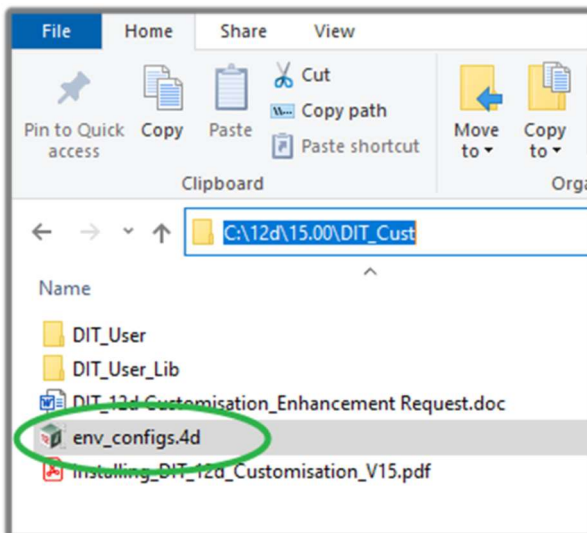 File Home Share View
Pin to Quick access
Copy
Paste
Cut
Copy path
Paste shortcut
Move to
Copy to
Clipboard
Orga
C:\12d\15.00\DIT_Cust
Name
DIT_User
DIT_User_Lib
DIT_12d Customisation_Enhancement Request.doc
env_configs.4d
Installing_DIT_12d_Customisation_V15.pdf